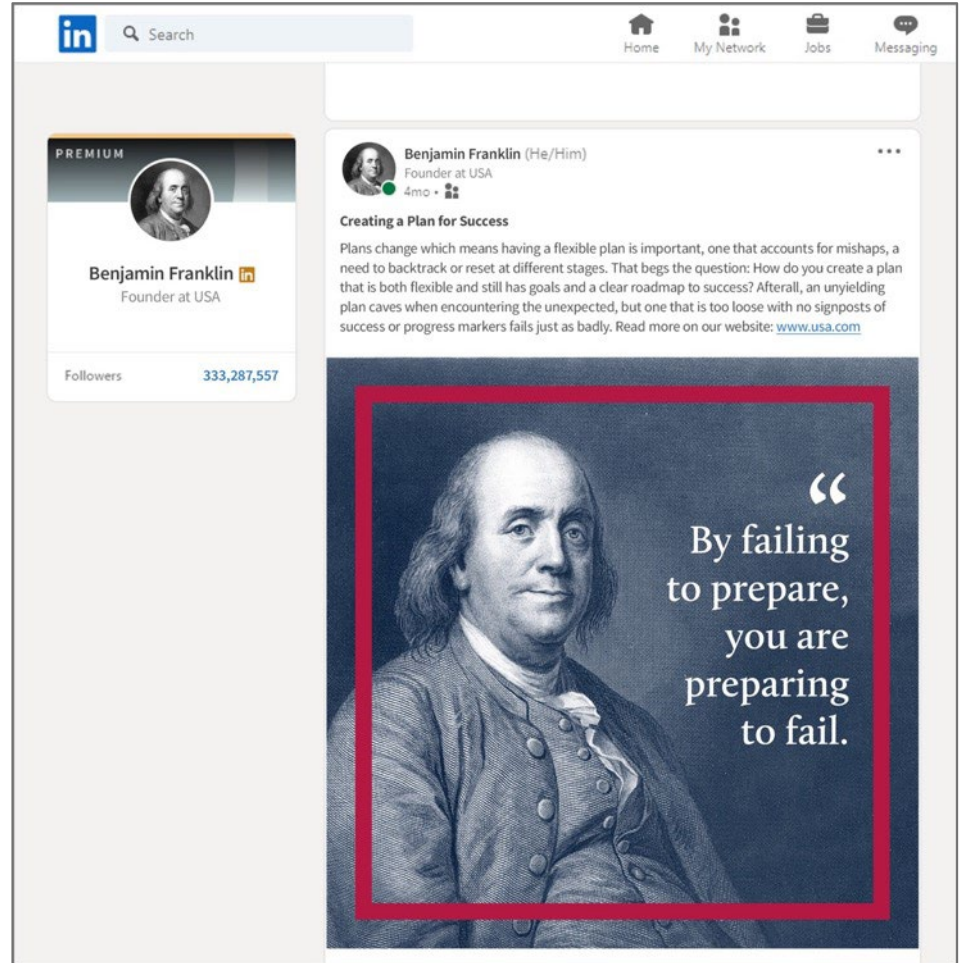 in
Search
Home
My Network
Jobs
Messaging
PREMIUM
Benjamin Franklin in
Founder at USA
Followers 333,287,557
Benjamin Franklin (He/Him)
Founder at USA
4mo •
Creating a Plan for Success
Plans change which means having a flexible plan is important, one that accounts for mishaps, a
need to backtrack or reset at different stages. That begs the question: How do you create a plan
that is both flexible and still has goals and a clear roadmap to success? Afterall, an unyielding
plan caves when encountering the unexpected, but one that is too loose with no signposts of
success or progress markers fails just as badly. Read more on our website: www.usa.com
“
By failing
to prepare,
you are
preparing
to fail.